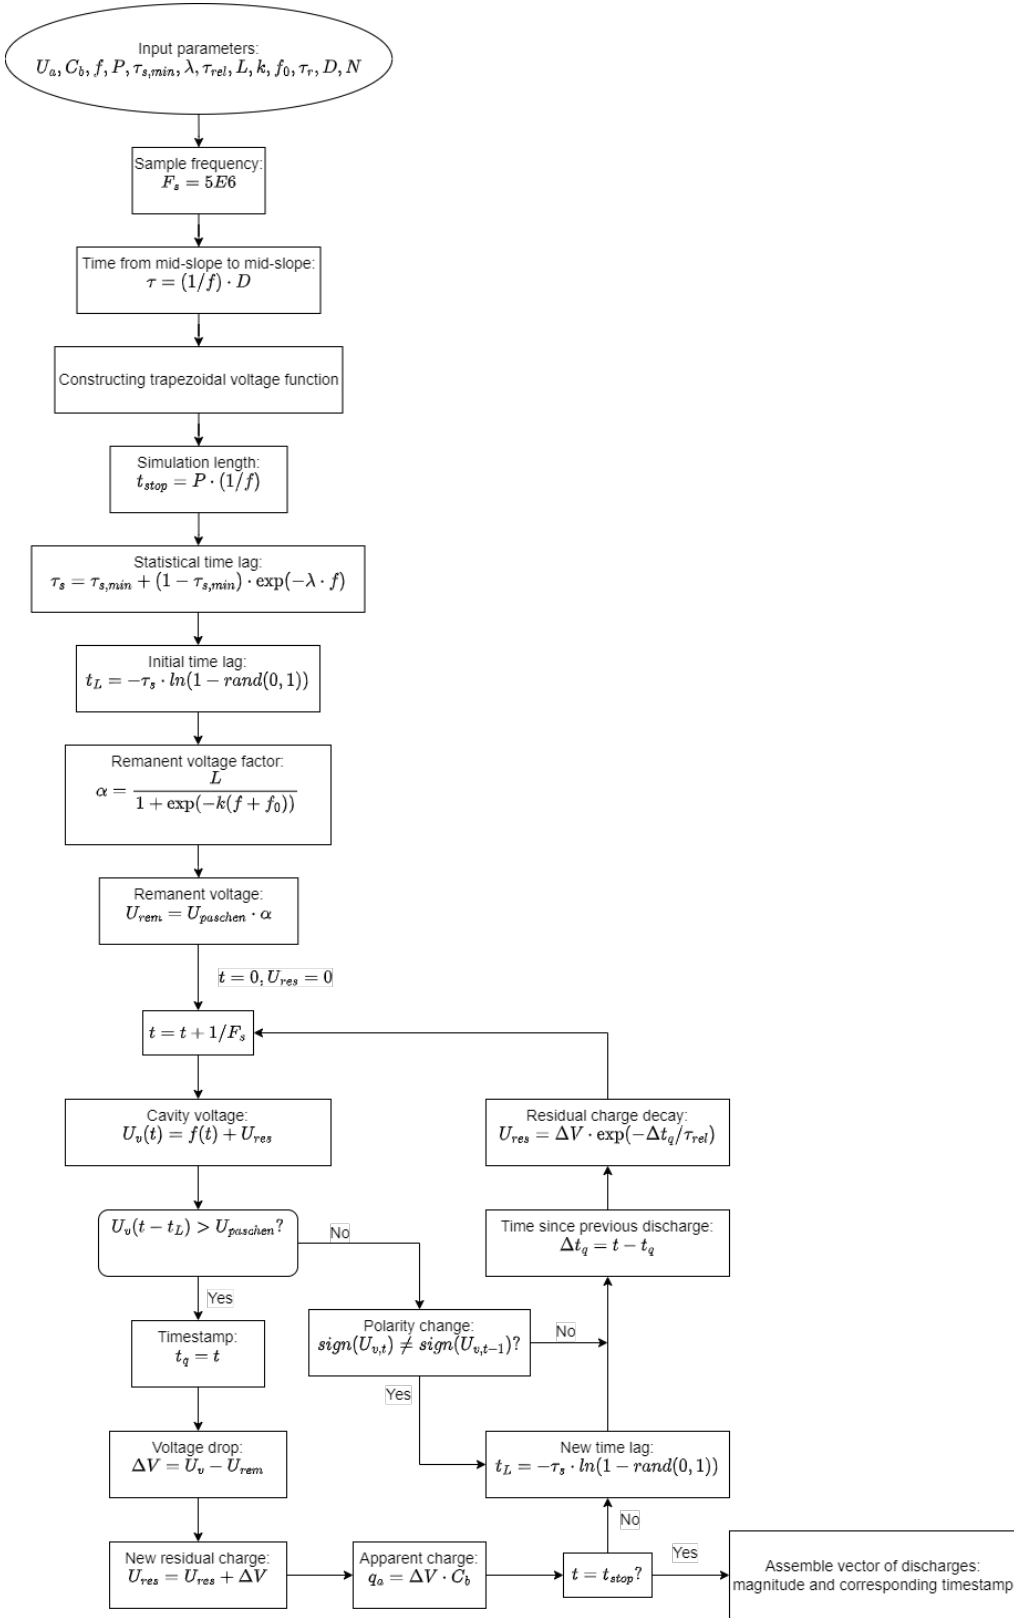 Input parameters:
U_a, C_b, f, P, τ_{s,min}, λ, τ_{rel}, L, k, f_0, τ_r, D, N
Sample frequency:
F_s = 5E6
Time from mid-slope to mid-slope:
τ = (1/f) · D
Constructing trapezoidal voltage function
Simulation length:
t_{stop} = P · (1/f)
Statistical time lag:
τ_s = τ_{s,min} + (1 − τ_{s,min}) · exp(−λ · f)
Initial time lag:
t_L = −τ_s · ln(1 − rand(0, 1))
Remanent voltage factor:
α = L / (1 + exp(−k(f + f_0)))
Remanent voltage:
U_{rem} = U_{paschen} · α
t = 0, U_{res} = 0
t = t + 1/F_s
Cavity voltage:
U_v(t) = f(t) + U_{res}
Residual charge decay:
U_{res} = ΔV · exp(−Δt_q/τ_{rel})
U_v(t − t_L) > U_{paschen}?
No
Time since previous discharge:
Δt_q = t − t_q
Yes
Timestamp:
t_q = t
Polarity change:
sign(U_{v,t}) ≠ sign(U_{v,t−1})?
No
Yes
Voltage drop:
ΔV = U_v − U_{rem}
New time lag:
t_L = −τ_s · ln(1 − rand(0, 1))
No
New residual charge:
U_{res} = U_{res} + ΔV
Apparent charge:
q_a = ΔV · C_b
t = t_{stop}?
Yes
Assemble vector of discharges:
magnitude and corresponding timestamp